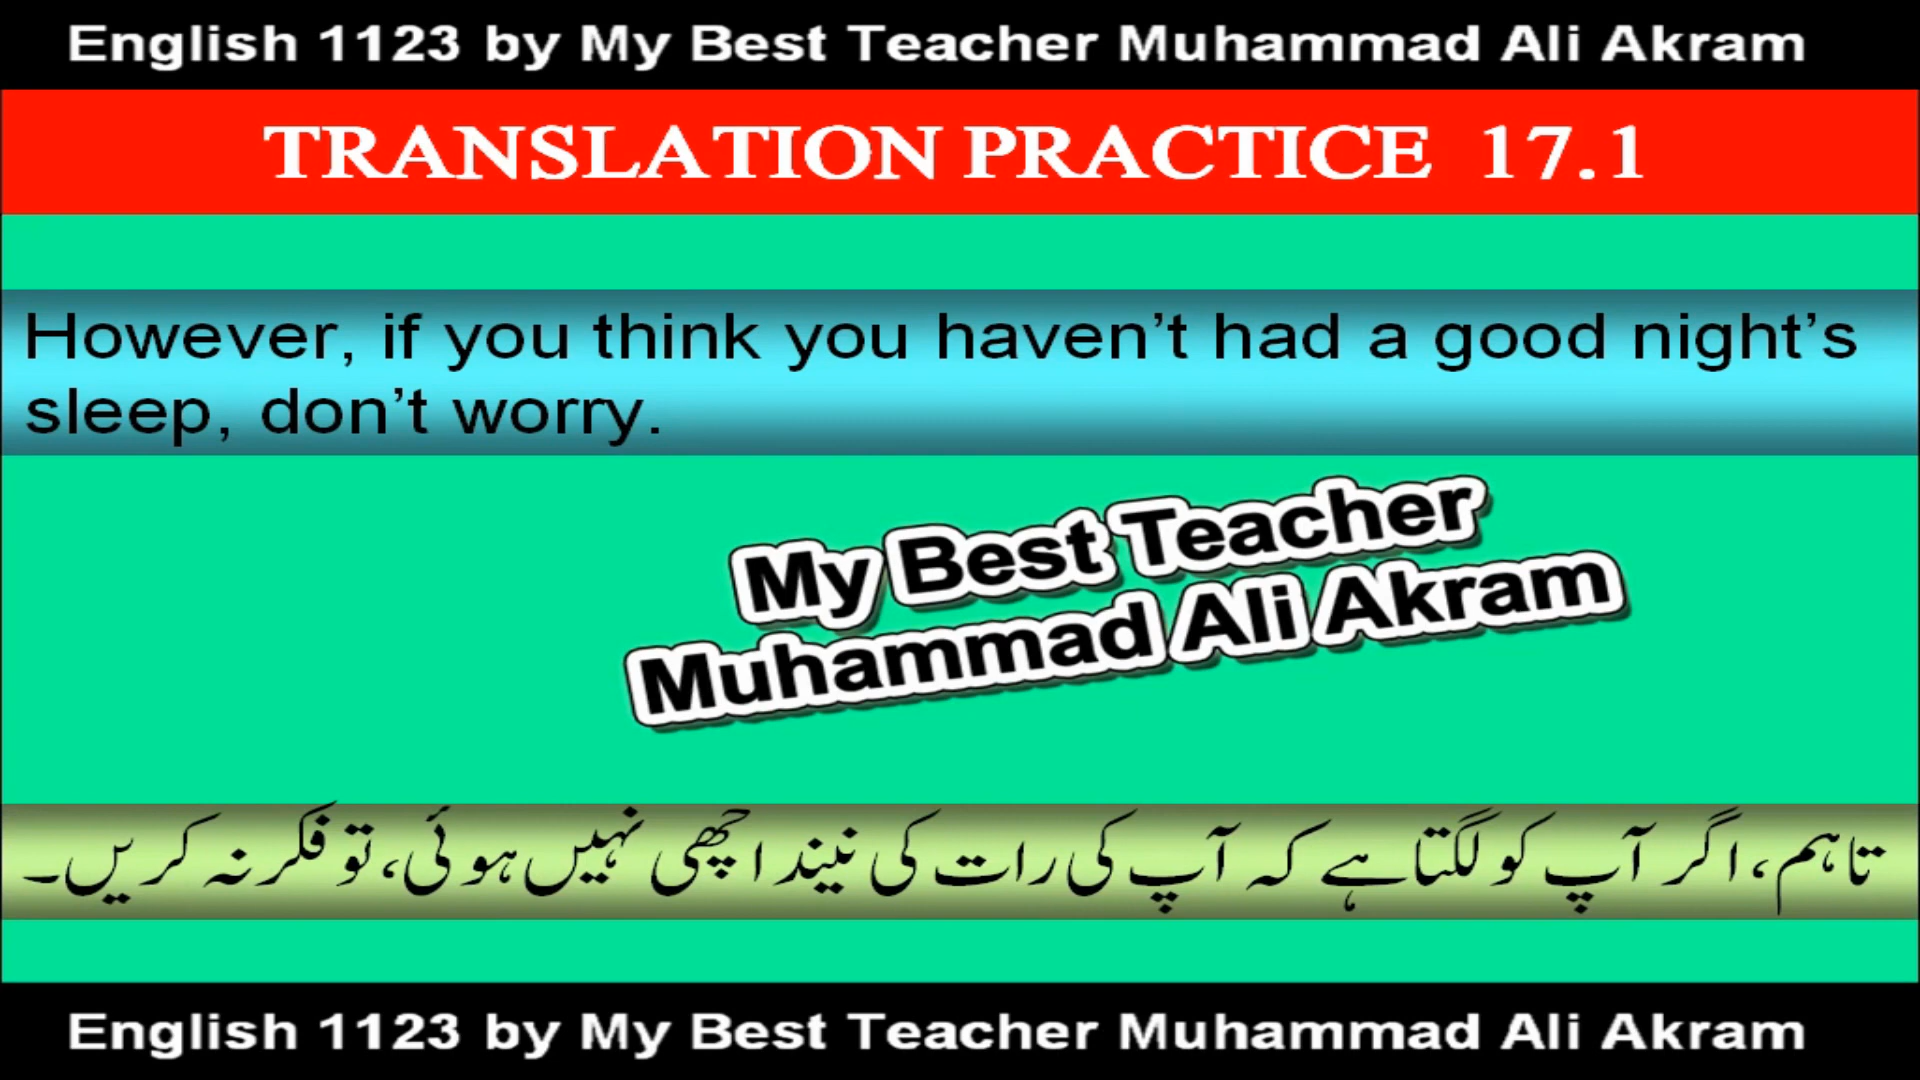 English 1123 by My Best Teacher Muhammad Ali Akram
TRANSLATION PRACTICE 17.1
However, if you think you haven’t had a good night’s
sleep, don’t worry.
My Best Teacher
Muhammad Ali Akram
تاہم، اگر آپ کو لگتا ہے کہ آپ کی رات کی نیند اچھی نہیں ہوئی، تو فکر نہ کریں۔
English 1123 by My Best Teacher Muhammad Ali Akram